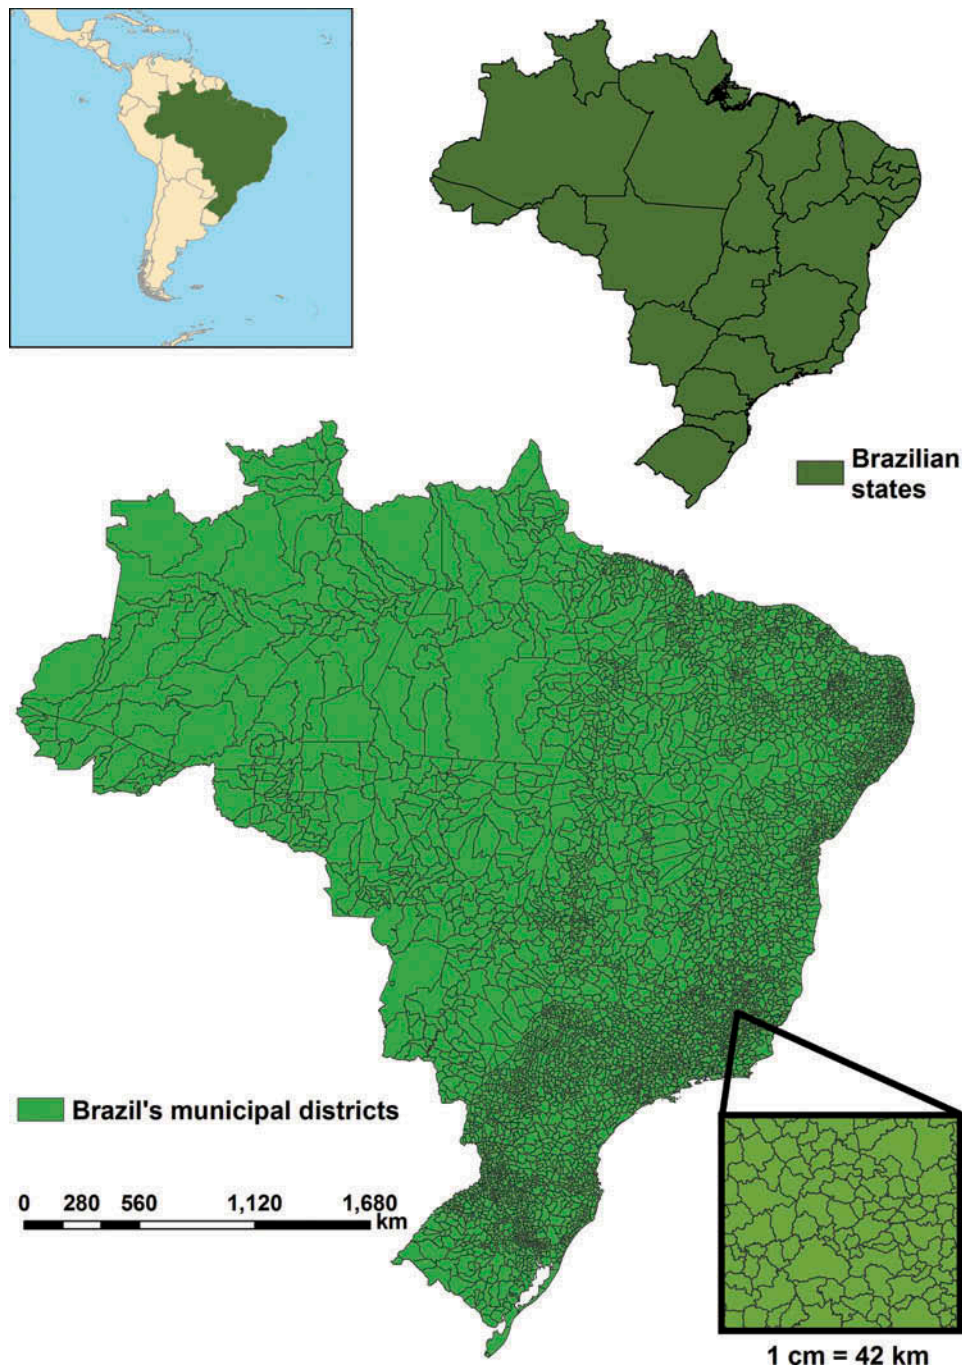 Brazilian
states
Brazil's municipal districts
0 280 560 1,120 1,680
km
1 cm = 42 km